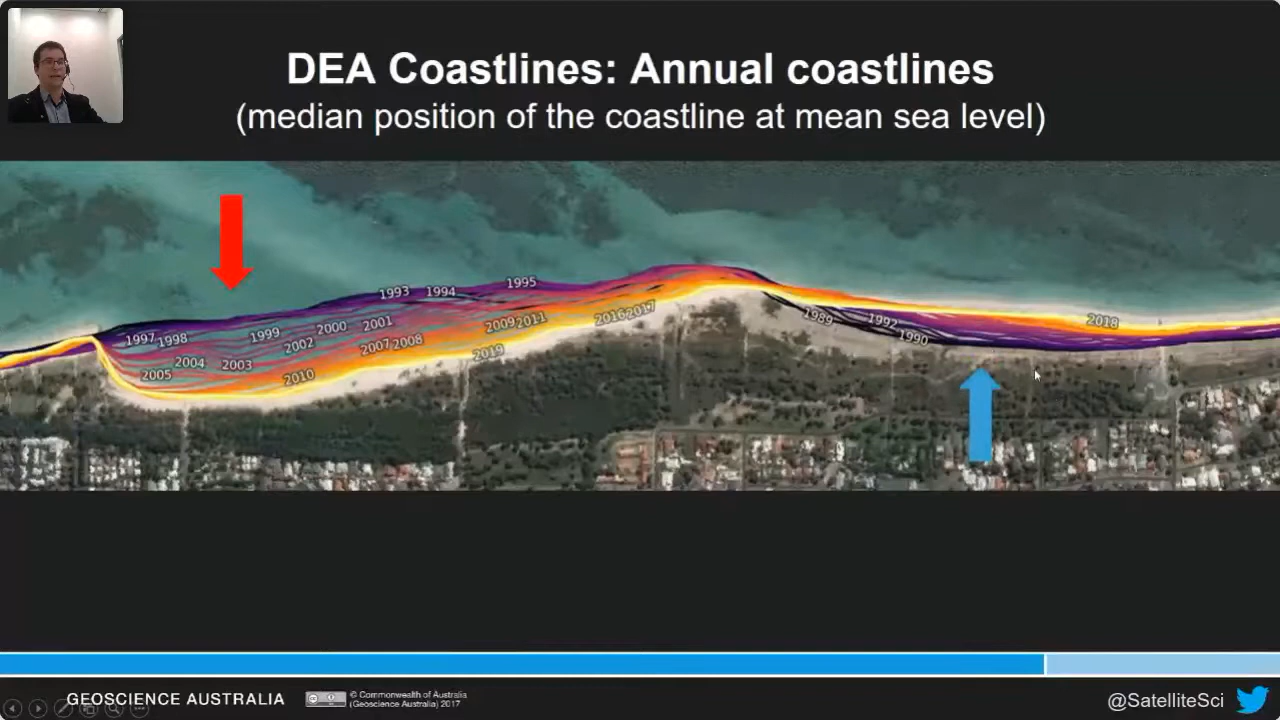 DEA Coastlines: Annual coastlines
(median position of the coastline at mean sea level)
1995
1993 1994
1997 1998 1999 2000 2001
2002
2004 2003
2005
2010
2007 2008
2009 2011
2019
2016 2017
1989
1992
1990
2018
GEOSCIENCE AUSTRALIA
© Commonwealth of Australia
(Geoscience Australia) 2017
@SatelliteSci